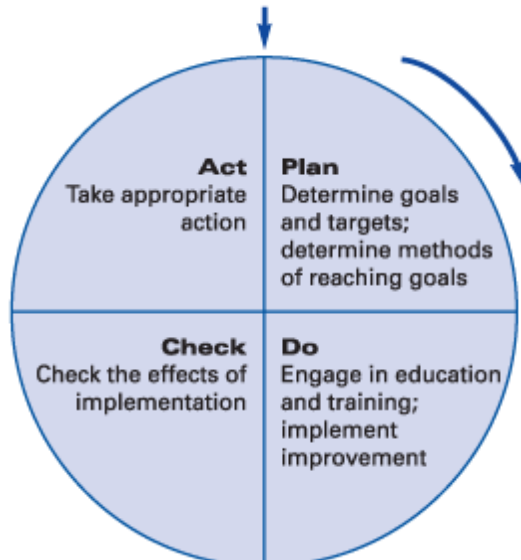 Act
Take appropriate
action
Plan
Determine goals
and targets;
determine methods
of reaching goals
Check
Check the effects of
implementation
Do
Engage in education
and training;
implement
improvement